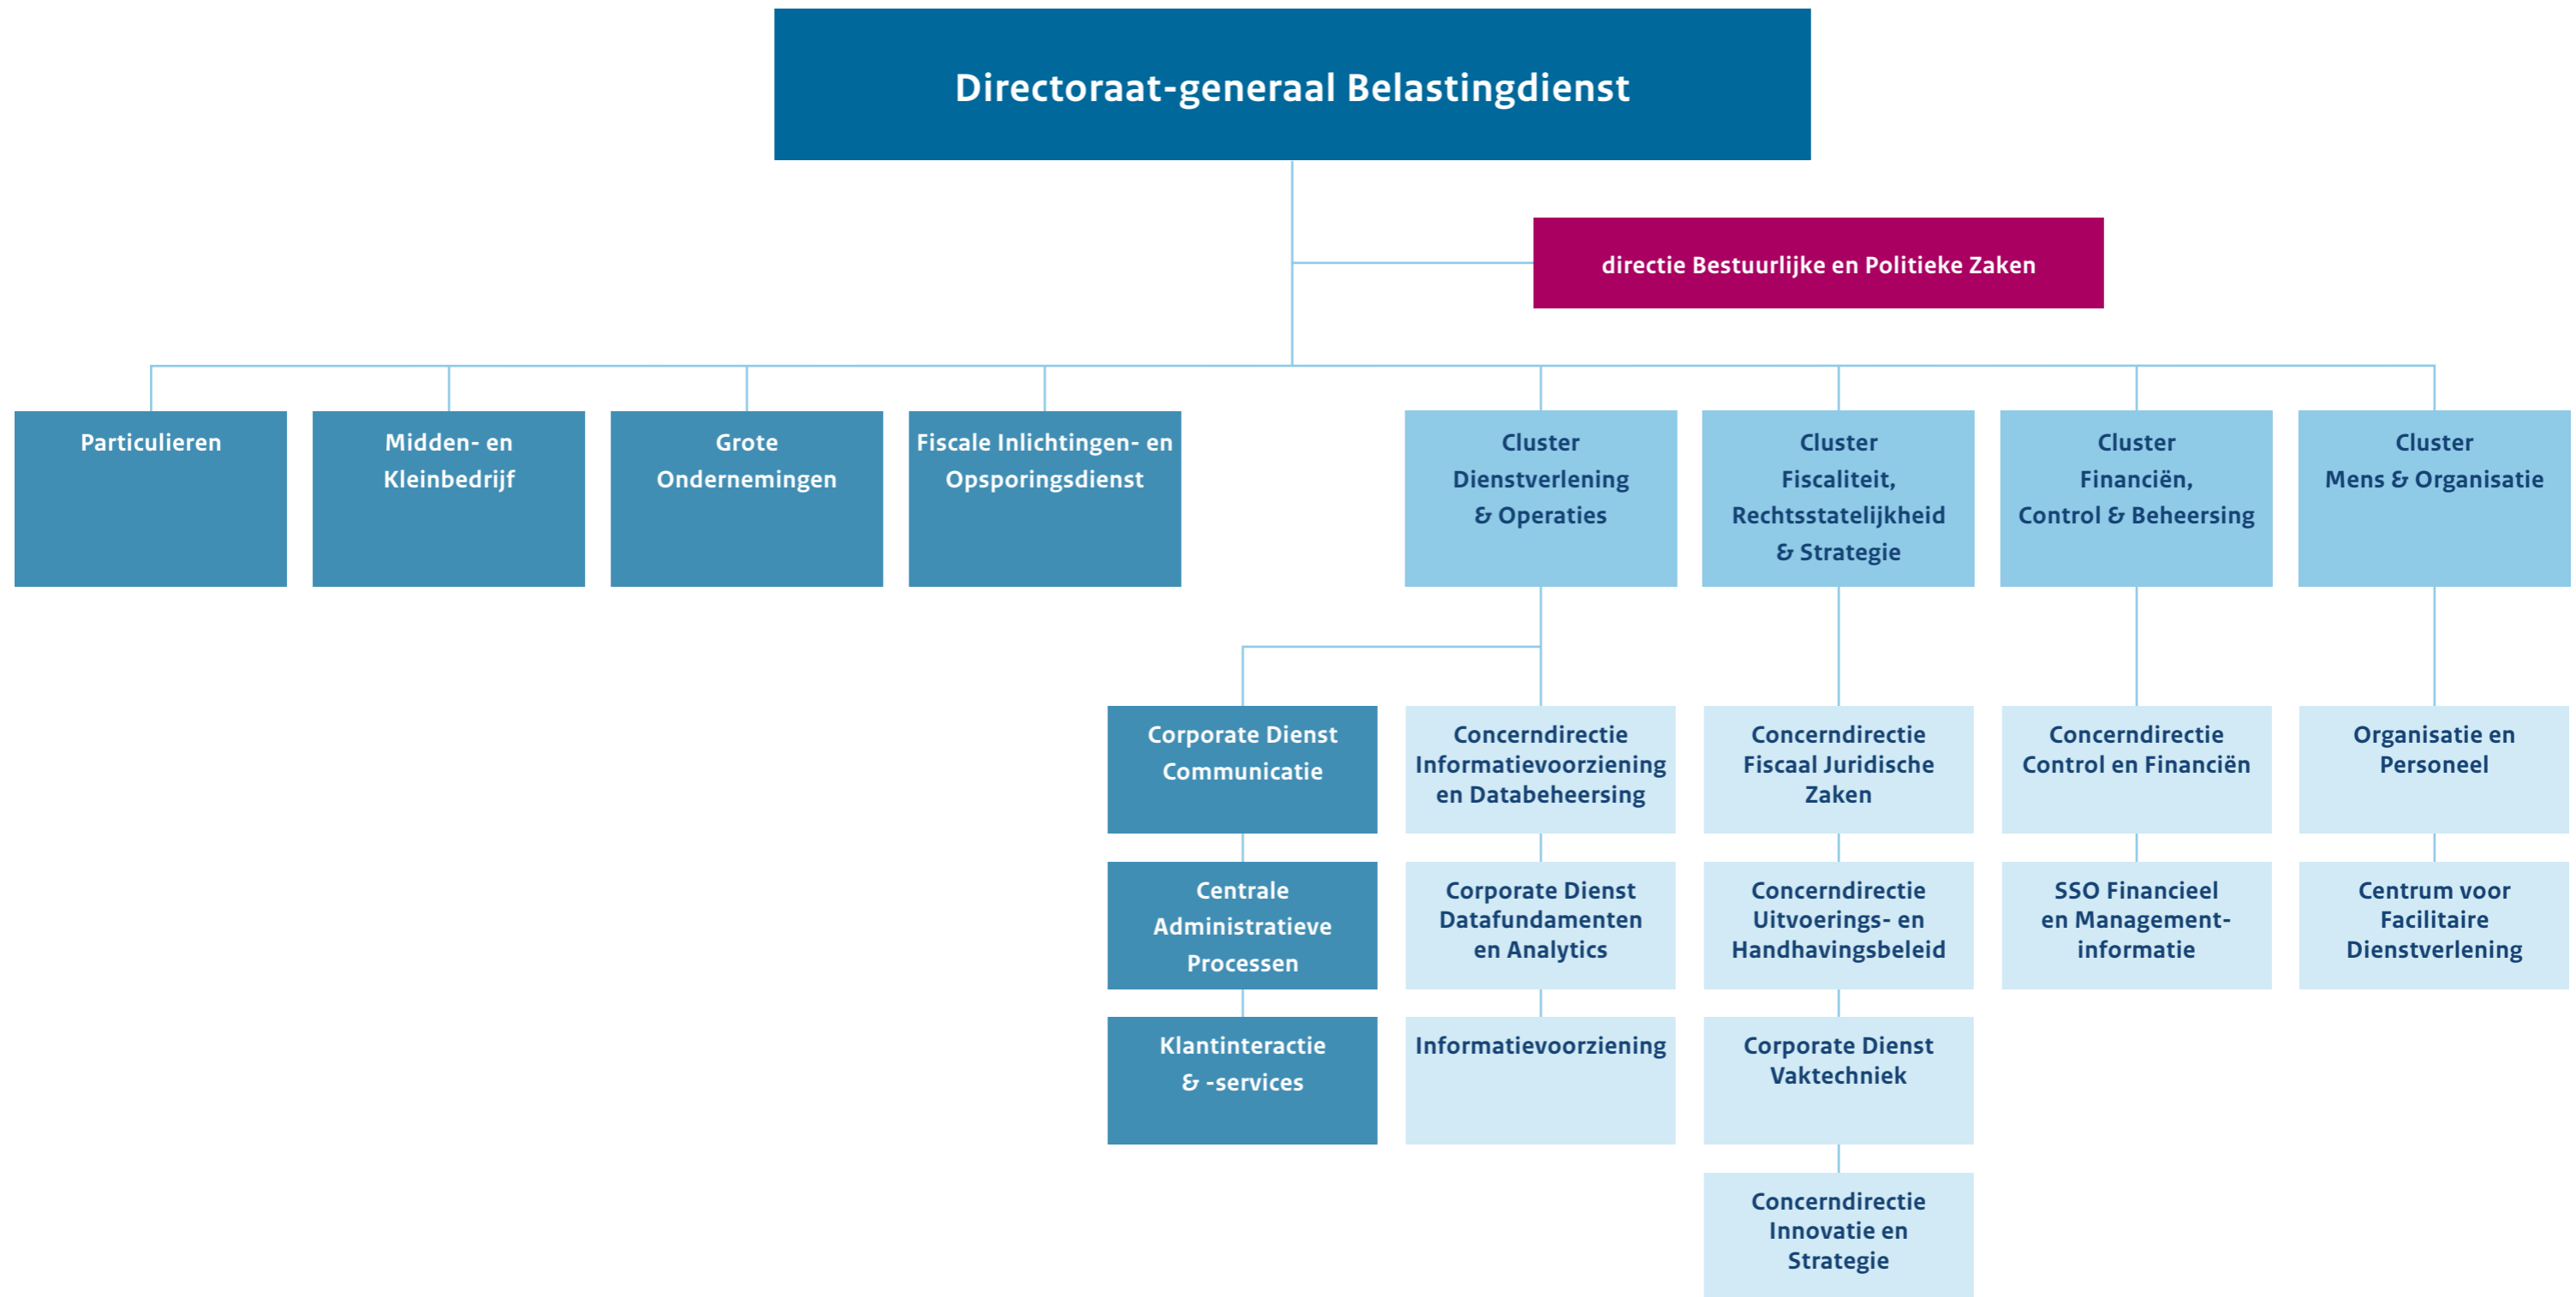 Directoraat-generaal Belastingdienst
directie Bestuurlijke en Politieke Zaken
Particulieren
Midden- en
Kleinbedrijf
Grote
Ondernemingen
Fiscale Inlichtingen- en
Opsporingsdienst
Cluster
Dienstverlening
& Operaties
Cluster
Fiscaliteit,
Rechtsstatelijkheid
& Strategie
Cluster
Financiën,
Control & Beheersing
Cluster
Mens & Organisatie
Corporate Dienst
Communicatie
Concerndirectie
Informatievoorziening
en Databeheersing
Concerndirectie
Fiscaal Juridische
Zaken
Concerndirectie
Control en Financiën
Organisatie en
Personeel
Centrale
Administratieve
Processen
Corporate Dienst
Datafundamenten
en Analytics
Concerndirectie
Uitvoerings- en
Handhavingsbeleid
SSO Financieel
en Management-
informatie
Centrum voor
Facilitaire
Dienstverlening
Klantinteractie
& -services
Informatievoorziening
Corporate Dienst
Vaktechniek
Concerndirectie
Innovatie en
Strategie